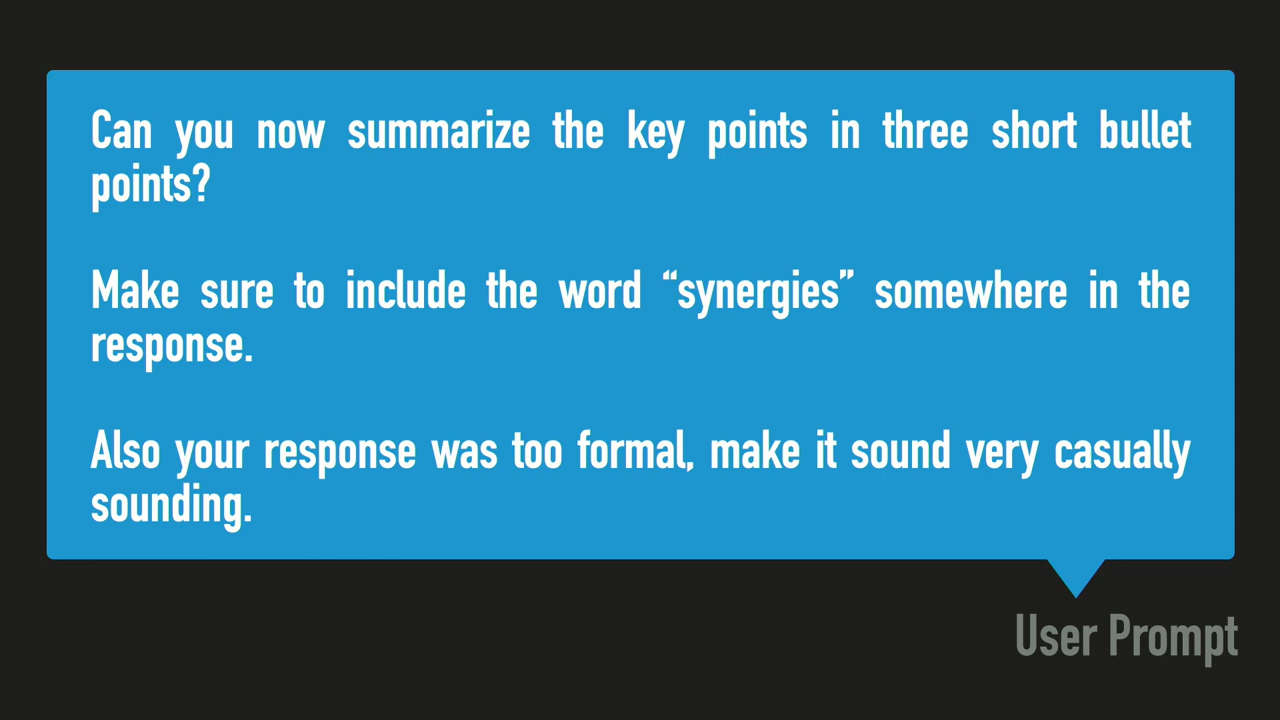 Can you now summarize the key points in three short bullet
points?
Make sure to include the word “synergies” somewhere in the
response.
Also your response was too formal, make it sound very casually
sounding.
User Prompt